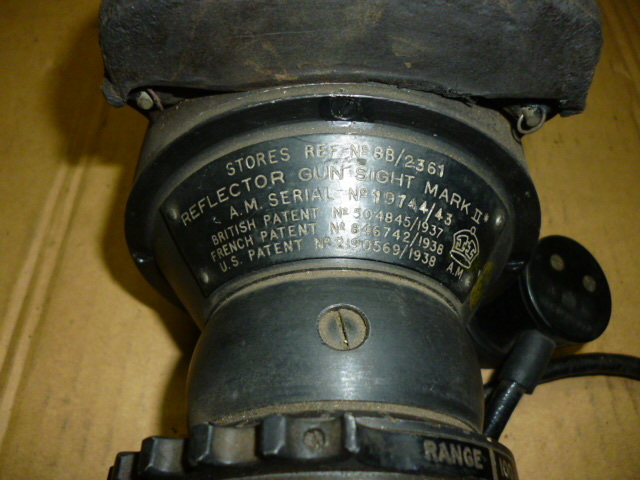 STORES REF. Nº 8B/2361
REFLECTOR GUN SIGHT MARK II*
A.M. SERIAL Nº 19744/43
BRITISH PATENT Nº 504845/1937
FRENCH PATENT Nº 846742/1938
U.S. PATENT Nº 2190569/1938
A.M
RANGE